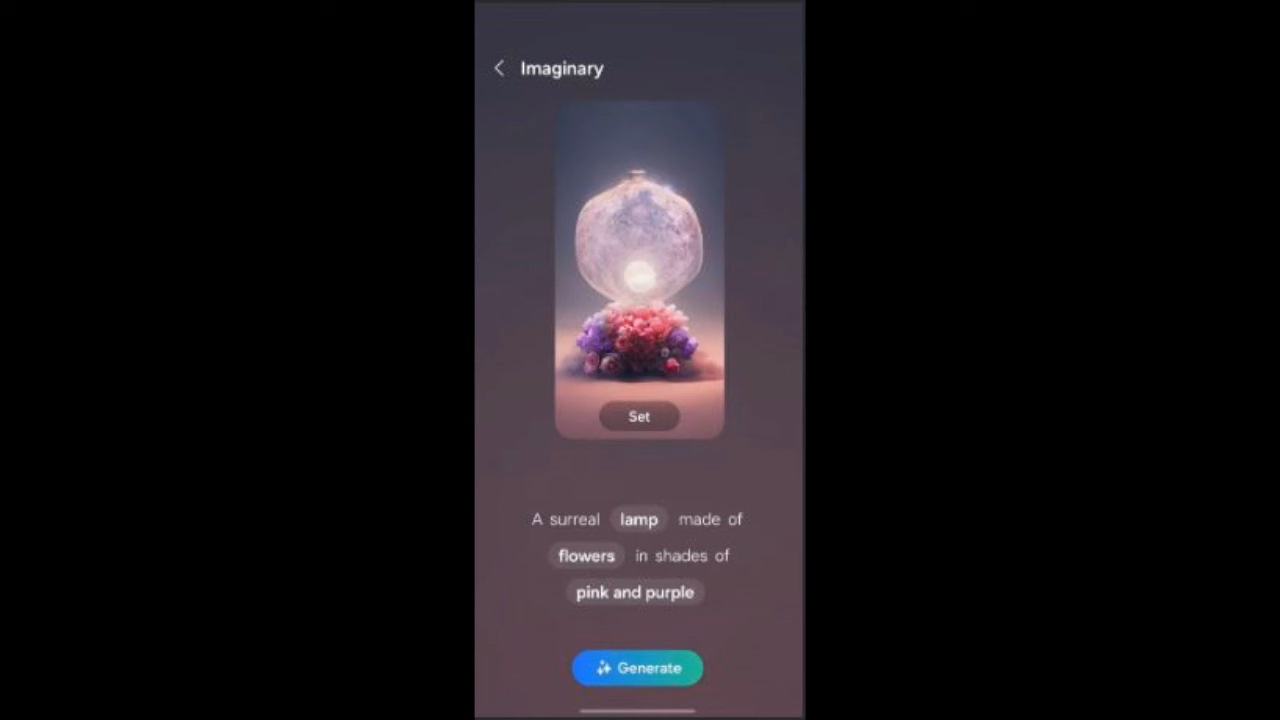 Imaginary
Set
A surreal lamp made of
flowers in shades of
pink and purple
Generate